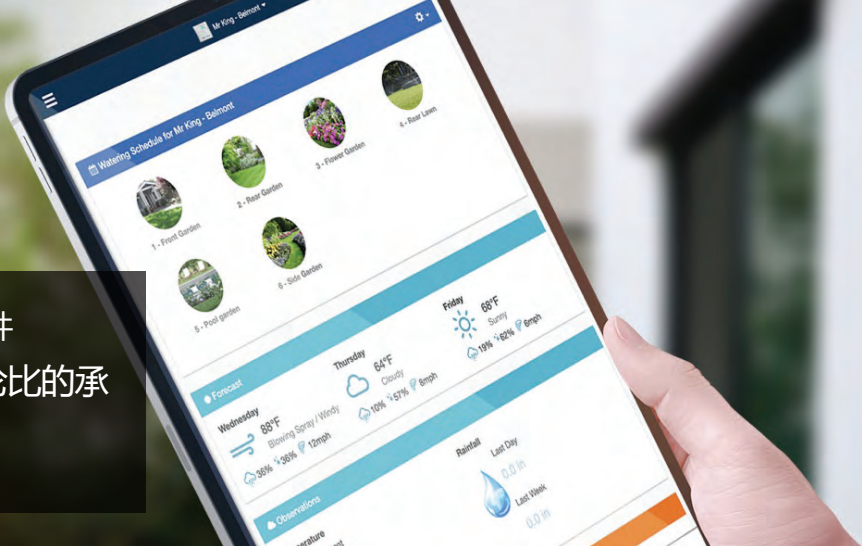 Mr King - Belmont
Watering Schedule for Mr King - Belmont
1 - Front Garden
2 - Rear Garden
3 - Flower Garden
4 - Rear Lawn
5 - Pool garden
6 - Side Garden
Forecast
Wednesday
88°F
Blowing Spray / Windy
36% 36% 12mph
Thursday
64°F
Cloudy
10% 57% 8mph
Friday
68°F
Sunny
19% 62% 6mph
Observations
Rainfall
Last Day
0.0 in
Last Week
0.0 in
件
比的承